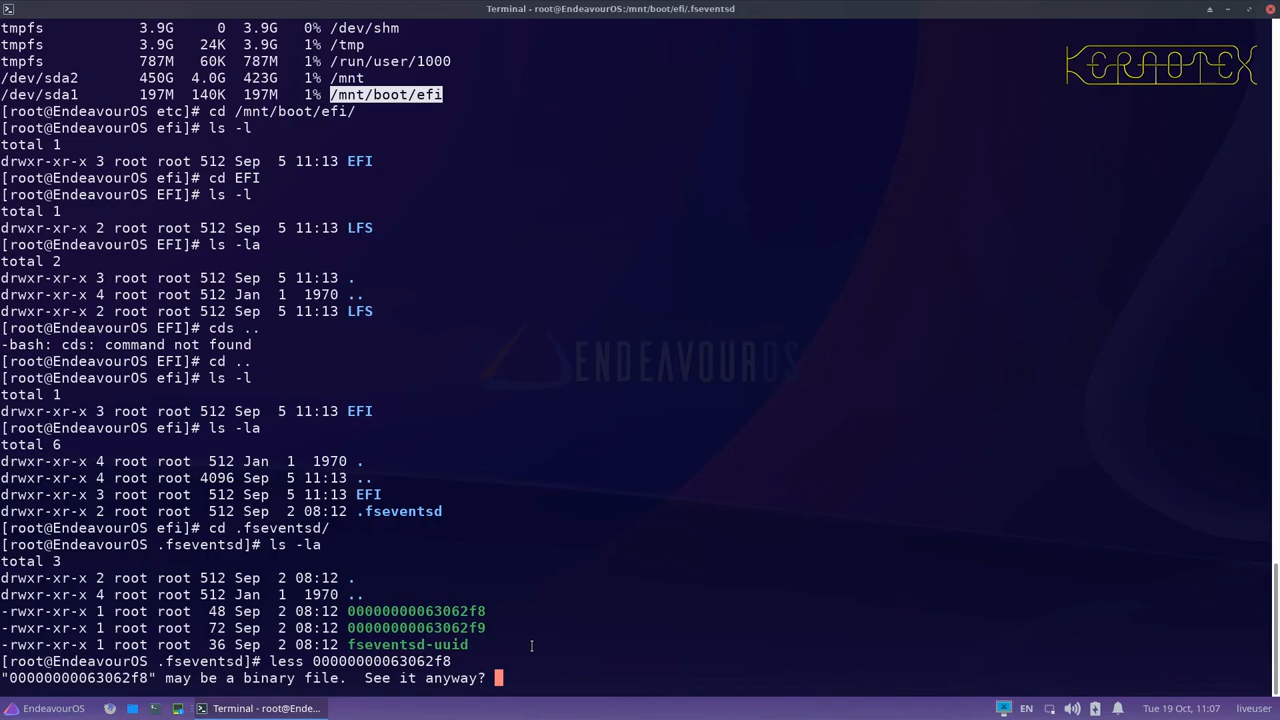 Terminal - root@EndeavourOS:/mnt/boot/efi/.fseventsd
tmpfs 3.9G 0 3.9G 0% /dev/shm
tmpfs 3.9G 24K 3.9G 1% /tmp
tmpfs 787M 60K 787M 1% /run/user/1000
/dev/sda2 450G 4.0G 423G 1% /mnt
/dev/sda1 197M 140K 197M 1% /mnt/boot/efi
[root@EndeavourOS etc]# cd /mnt/boot/efi/
[root@EndeavourOS efi]# ls -l
total 1
drwxr-xr-x 3 root root 512 Sep 5 11:13 EFI
[root@EndeavourOS efi]# cd EFI
[root@EndeavourOS EFI]# ls -l
total 1
drwxr-xr-x 2 root root 512 Sep 5 11:13 LFS
[root@EndeavourOS EFI]# ls -la
total 2
drwxr-xr-x 3 root root 512 Sep 5 11:13 .
drwxr-xr-x 4 root root 512 Jan 1 1970 ..
drwxr-xr-x 2 root root 512 Sep 5 11:13 LFS
[root@EndeavourOS EFI]# cds ..
-bash: cds: command not found
[root@EndeavourOS EFI]# cd ..
[root@EndeavourOS efi]# ls -l
total 1
drwxr-xr-x 3 root root 512 Sep 5 11:13 EFI
[root@EndeavourOS efi]# ls -la
total 6
drwxr-xr-x 4 root root 512 Jan 1 1970 .
drwxr-xr-x 4 root root 4096 Sep 5 11:13 ..
drwxr-xr-x 3 root root 512 Sep 5 11:13 EFI
drwxr-xr-x 2 root root 512 Sep 2 08:12 .fseventsd
[root@EndeavourOS efi]# cd .fseventsd/
[root@EndeavourOS .fseventsd]# ls -la
total 3
drwxr-xr-x 2 root root 512 Sep 2 08:12 .
drwxr-xr-x 4 root root 512 Jan 1 1970 ..
-rwxr-xr-x 1 root root 48 Sep 2 08:12 00000000063062f8
-rwxr-xr-x 1 root root 72 Sep 2 08:12 00000000063062f9
-rwxr-xr-x 1 root root 36 Sep 2 08:12 fseventsd-uuid
[root@EndeavourOS .fseventsd]# less 00000000063062f8
"00000000063062f8" may be a binary file. See it anyway?
KERNOTEX
ENDEAVOUROS
EndeavourOS
Terminal - root@Ende...
EN
Tue 19 Oct, 11:07
liveuser